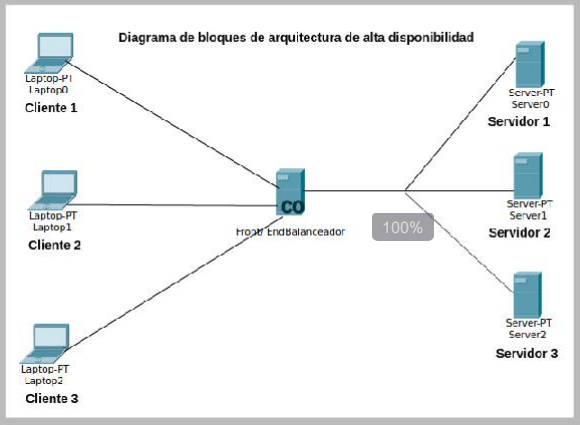 Diagrama de bloques de arquitectura de alta disponibilidad
Laptop-PT
Laptop0
Cliente 1
Server-PT
Server0
Servidor 1
Laptop-PT
Laptop1
Cliente 2
CO
Front/ EndBalanceador
100%
Server-PT
Server1
Servidor 2
Laptop-PT
Laptop2
Cliente 3
Server-PT
Server2
Servidor 3